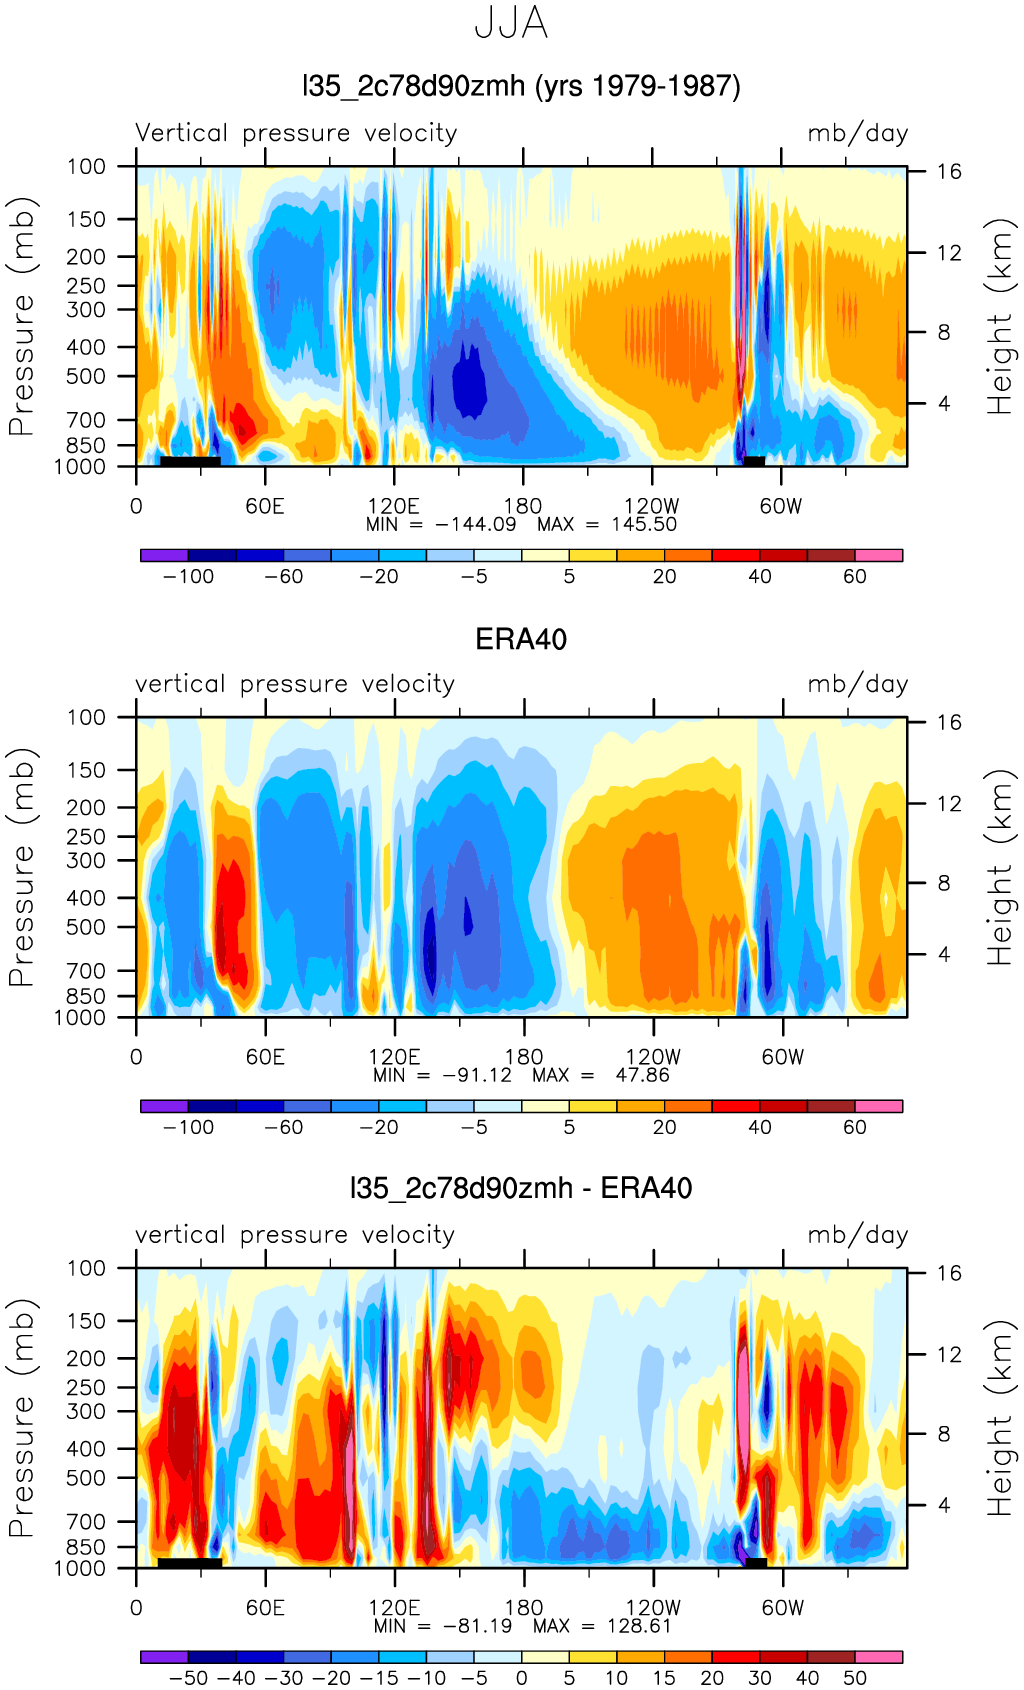 JJA
l35_2c78d90zmh (yrs 1979-1987)
Vertical pressure velocity mb/day
100 16
150
200 12
250
300 8
400
500 4
700
850
1000
Pressure (mb)
Height (km)
0 60E 120E 180 120W 60W
MIN = -144.09 MAX = 145.50
-100 -60 -20 -5 5 20 40 60
ERA40
vertical pressure velocity mb/day
100 16
150
200 12
250
300 8
400
500 4
700
850
1000
Pressure (mb)
Height (km)
0 60E 120E 180 120W 60W
MIN = -91.12 MAX = 47.86
-100 -60 -20 -5 5 20 40 60
l35_2c78d90zmh - ERA40
vertical pressure velocity mb/day
100 16
150
200 12
250
300 8
400
500 4
700
850
1000
Pressure (mb)
Height (km)
0 60E 120E 180 120W 60W
MIN = -81.19 MAX = 128.61
-50 -40 -30 -20 -15 -10 -5 0 5 10 15 20 30 40 50